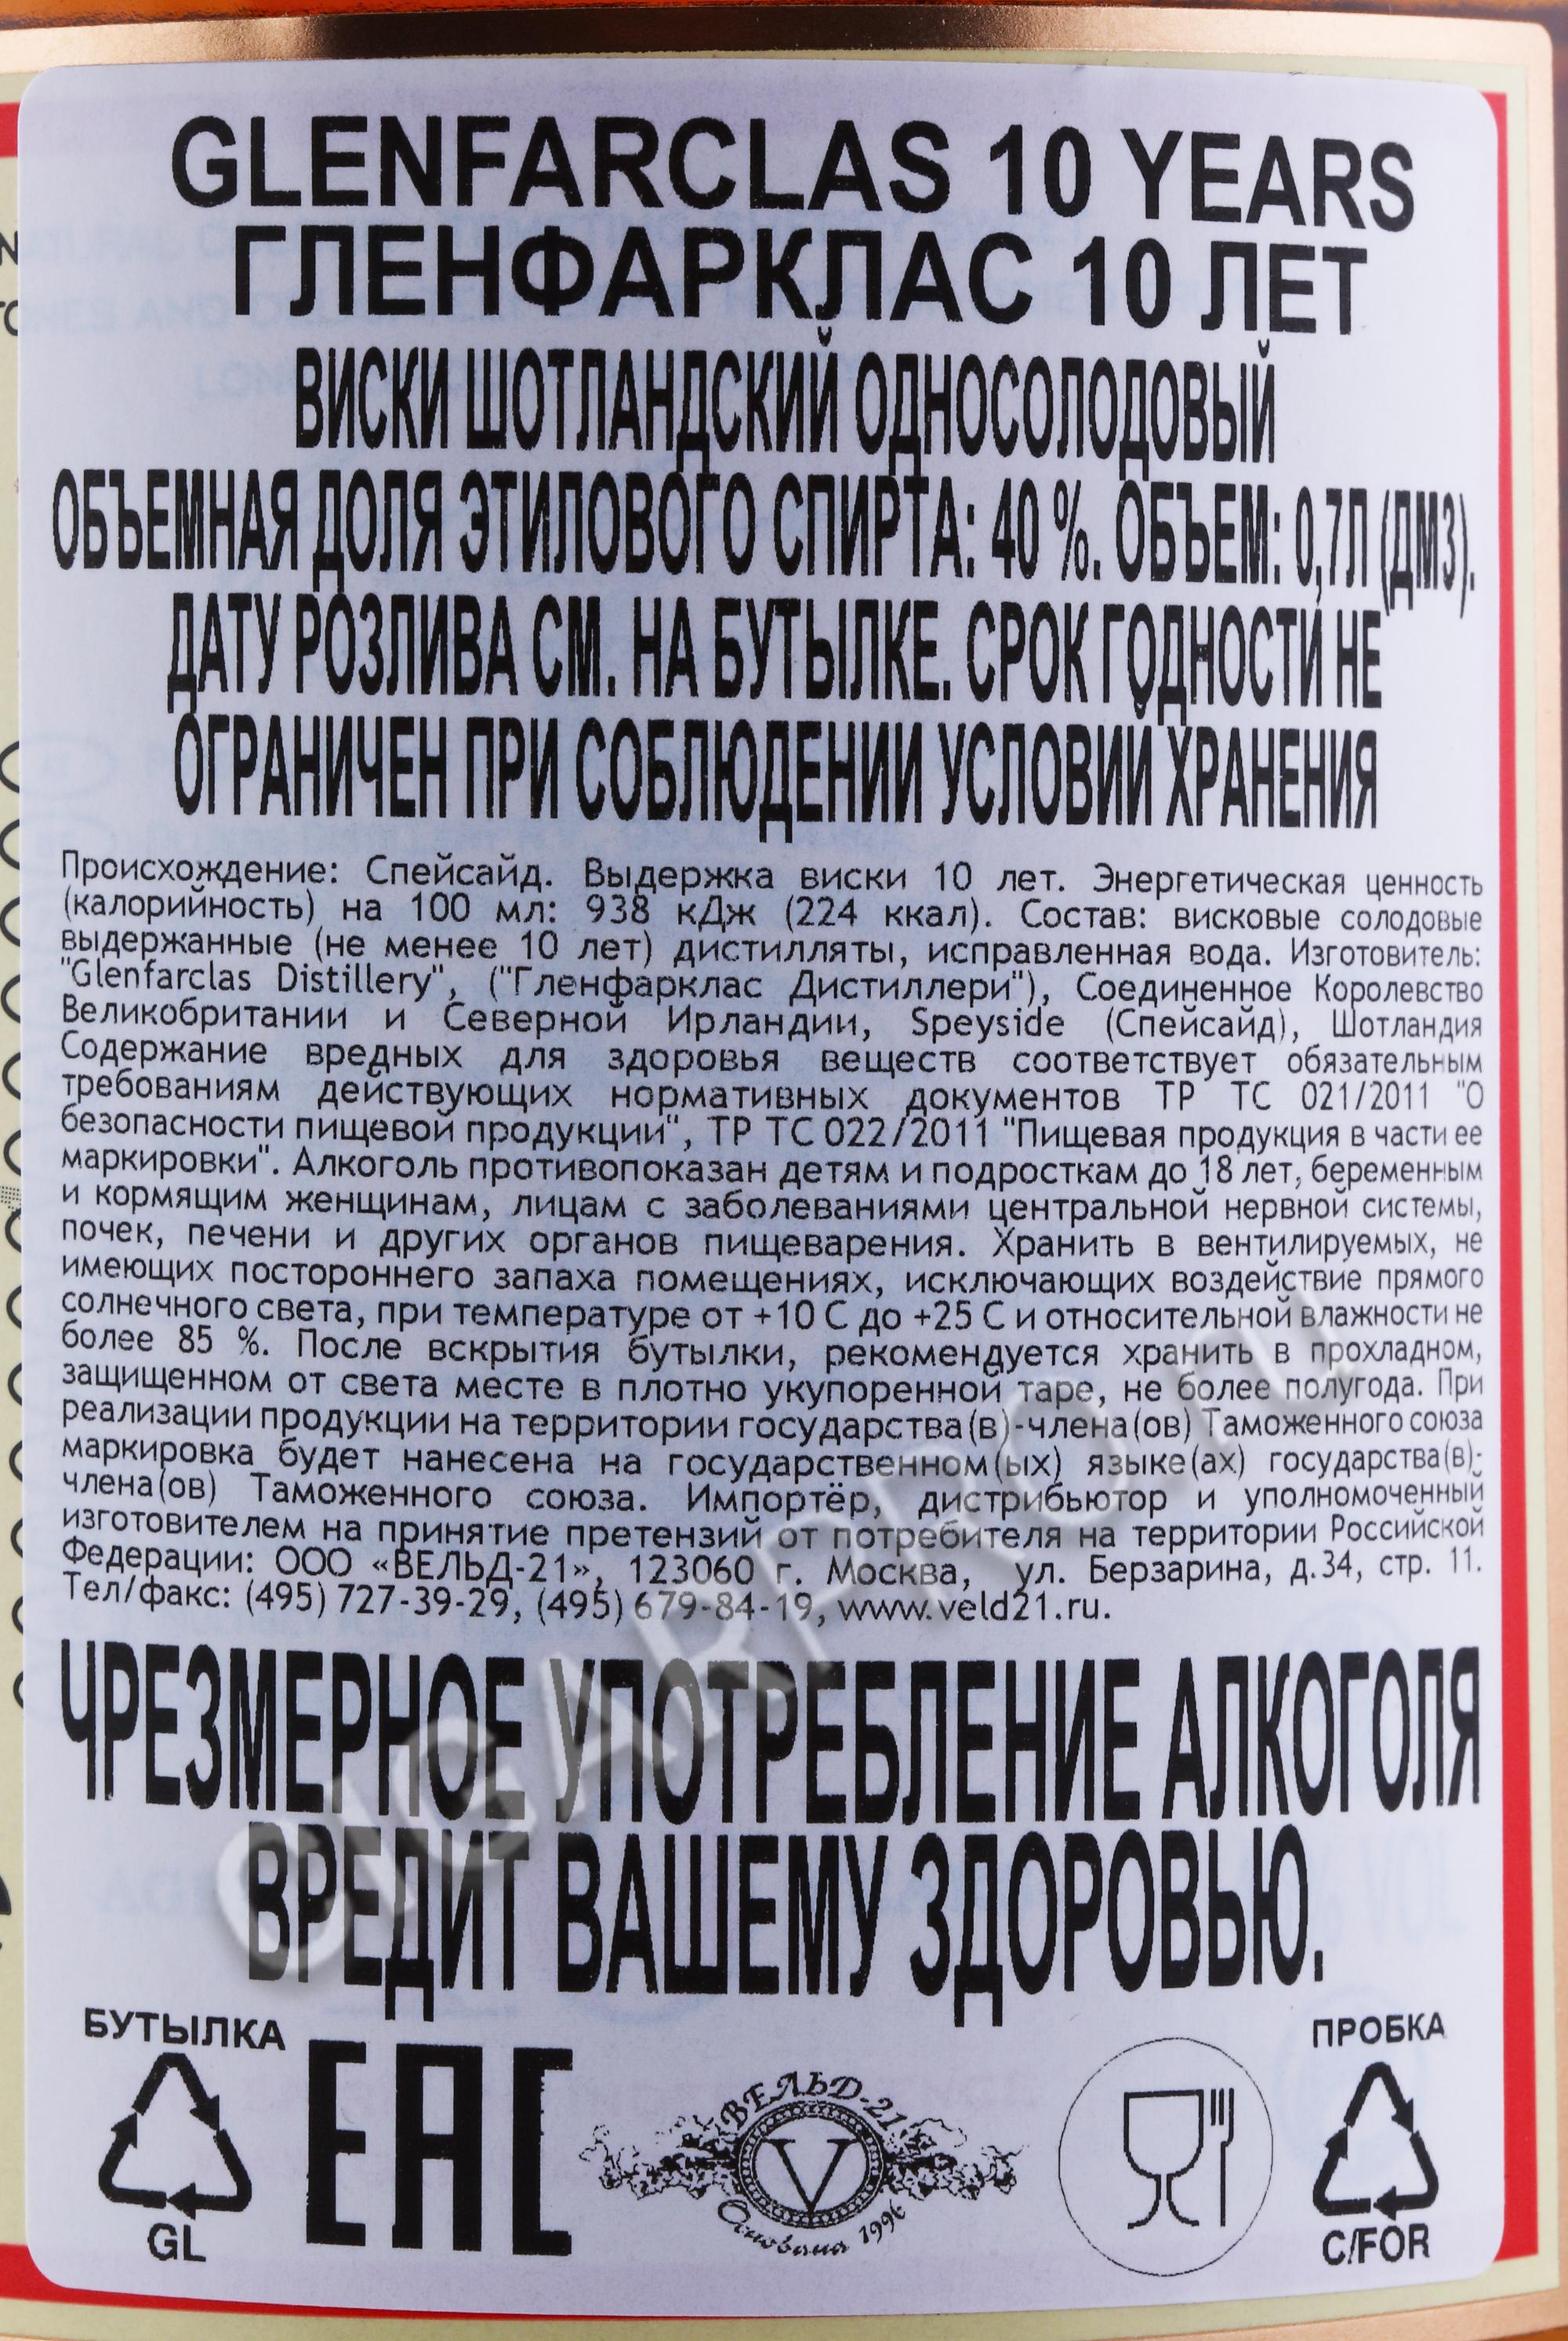 GLENFARCLAS 10 YEARS
ГЛЕНФАРКЛАС 10 ЛЕТ
ВИСКИ ШОТЛАНДСКИЙ ОДНОСОЛОДОВЫЙ
ОБЪЕМНАЯ ДОЛЯ ЭТИЛОВОГО СПИРТА: 40 %. ОБЪЕМ: 0,7Л (ДМ3).
ДАТУ РОЗЛИВА СМ. НА БУТЫЛКЕ. СРОК ГОДНОСТИ НЕ
ОГРАНИЧЕН ПРИ СОБЛЮДЕНИИ УСЛОВИЙ ХРАНЕНИЯ
Происхождение: Спейсайд. Выдержка виски 10 лет. Энергетическая ценность
(калорийность) на 100 мл: 938 кДж (224 ккал). Состав: висковые солодовые
выдержанные (не менее 10 лет) дистилляты, исправленная вода. Изготовитель:
"Glenfarclas Distillery", ("Гленфарклас Дистиллери"), Соединенное Королевство
Великобритании и Северной Ирландии, Speyside (Спейсайд), Шотландия
Содержание вредных для здоровья веществ соответствует обязательным
требованиям действующих нормативных документов ТР ТС 021/2011 "О
безопасности пищевой продукции", ТР ТС 022/2011 "Пищевая продукция в части ее
маркировки". Алкоголь противопоказан детям и подросткам до 18 лет, беременным
и кормящим женщинам, лицам с заболеваниями центральной нервной системы,
почек, печени и других органов пищеварения. Хранить в вентилируемых, не
имеющих постороннего запаха помещениях, исключающих воздействие прямого
солнечного света, при температуре от +10 С до +25 С и относительной влажности не
более 85 %. После вскрытия бутылки, рекомендуется хранить в прохладном,
защищенном от света месте в плотно укупоренной таре, не более полугода. При
реализации продукции на территории государства(в)-члена(ов) Таможенного союза
маркировка будет нанесена на государственном(ых) языке(ах) государства(в)-
члена(ов) Таможенного союза. Импортёр, дистрибьютор и уполномоченный
изготовителем на принятие претензий от потребителя на территории Российской
Федерации: ООО «ВЕЛЬД-21», 123060 г. Москва, ул. Берзарина, д.34, стр. 11.
Тел/факс: (495) 727-39-29, (495) 679-84-19, www.veld21.ru.
ЧРЕЗМЕРНОЕ УПОТРЕБЛЕНИЕ АЛКОГОЛЯ
ВРЕДИТ ВАШЕМУ ЗДОРОВЬЮ.
CIGARPRO.ru
БУТЫЛКА
GL
EAC
ВЕЛЬД-21
V
Основана 1996
ПРОБКА
C/FOR